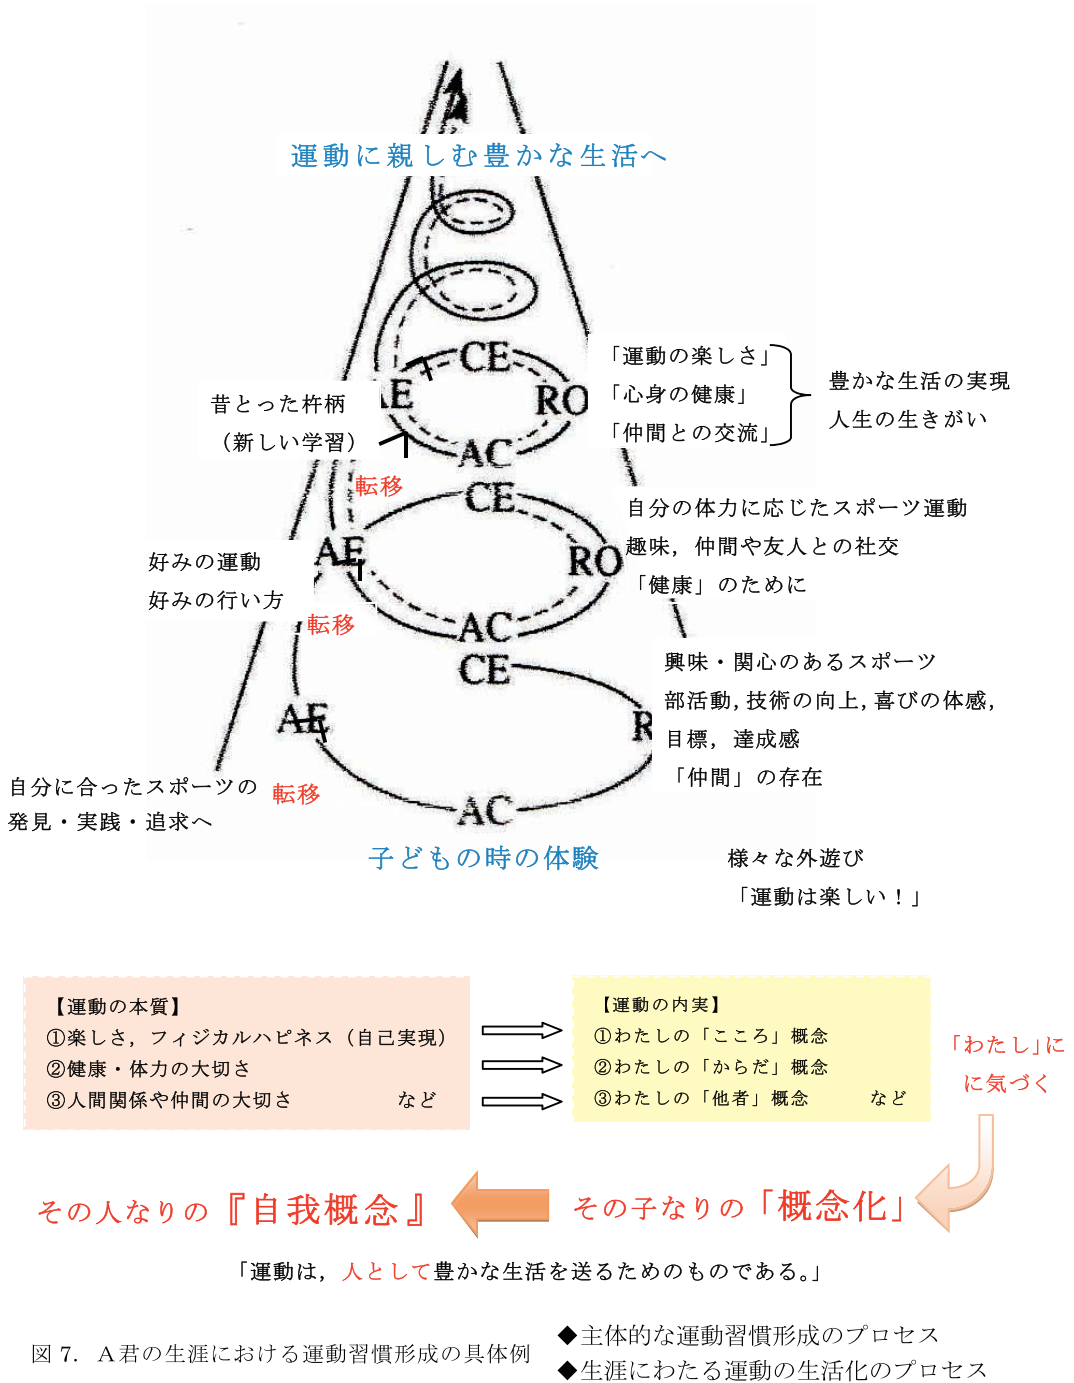 運動に親しむ豊かな生活へ
CE
AE
RO
AC
「運動の楽しさ」
「心身の健康」
「仲間との交流」
豊かな生活の実現
人生の生きがい
昔とった杵柄
（新しい学習）
転移
CE
AE
RO
AC
自分の体力に応じたスポーツ運動
趣味，仲間や友人との社交
「健康」のために
好みの運動
好みの行い方
転移
CE
AE
R
AC
興味・関心のあるスポーツ
部活動，技術の向上，喜びの体感，
目標，達成感
「仲間」の存在
自分に合ったスポーツの
発見・実践・追求へ
転移
子どもの時の体験
様々な外遊び
「運動は楽しい！」
【運動の本質】
①楽しさ，フィジカルハピネス（自己実現）
②健康・体力の大切さ
③人間関係や仲間の大切さ　など
【運動の内実】
①わたしの「こころ」概念
②わたしの「からだ」概念
③わたしの「他者」概念　など
「わたし」に
に気づく
その人なりの『自我概念』
その子なりの「概念化」
「運動は，人として豊かな生活を送るためのものである。」
図 7．Ａ君の生涯における運動習慣形成の具体例
◆主体的な運動習慣形成のプロセス
◆生涯にわたる運動の生活化のプロセス